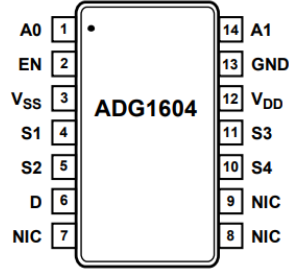 A0 1 14 A1
EN 2 13 GND
VSS 3 12 VDD
ADG1604
S1 4 11 S3
S2 5 10 S4
D 6 9 NIC
NIC 7 8 NIC